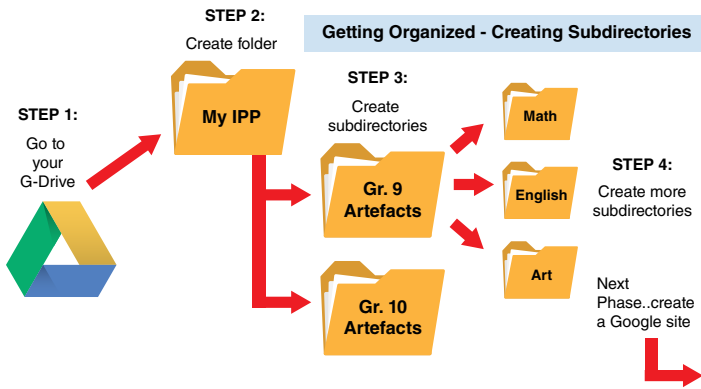 Getting Organized - Creating Subdirectories
STEP 1:
Go to
your
G-Drive
STEP 2:
Create folder
My IPP
STEP 3:
Create
subdirectories
Gr. 9
Artefacts
Gr. 10
Artefacts
Math
English
Art
STEP 4:
Create more
subdirectories
Next
Phase..create
a Google site